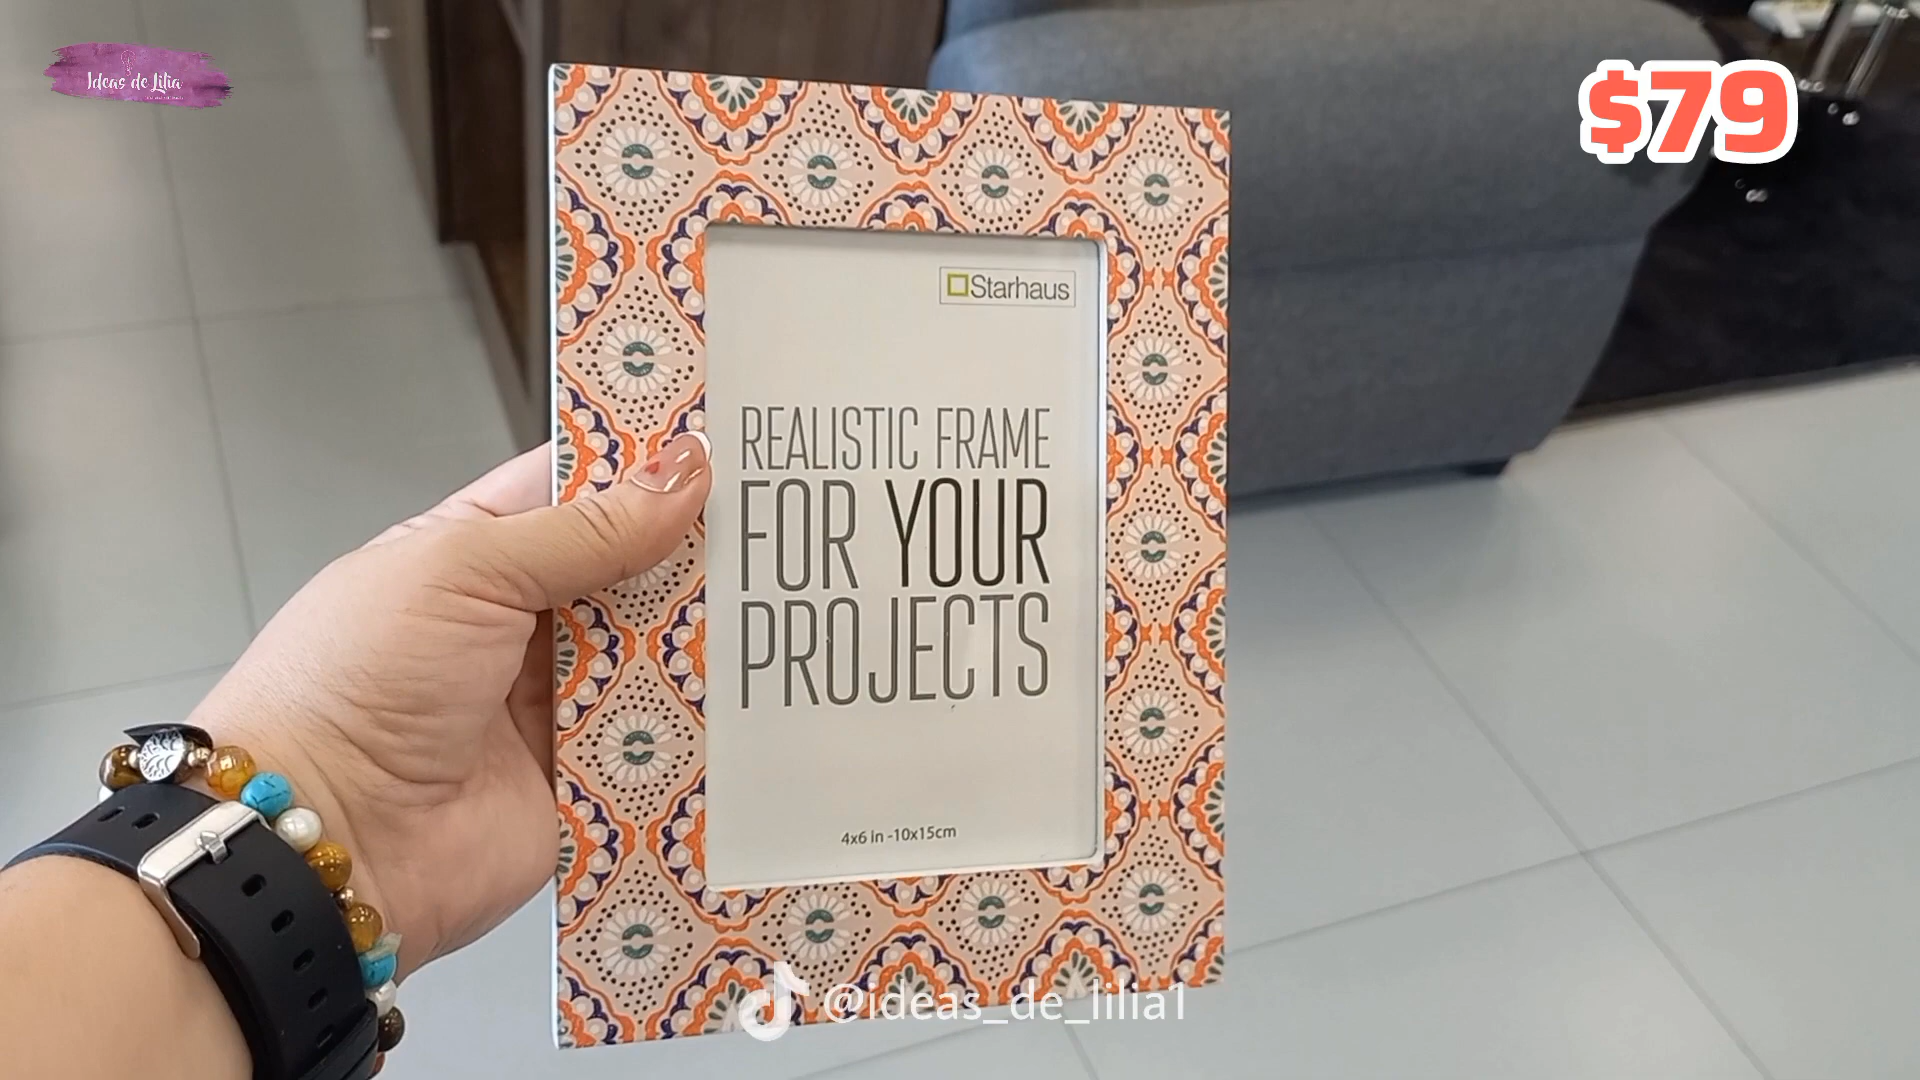 Ideas de Lilia
$79
Starhaus
REALISTIC FRAME
FOR YOUR
PROJECTS
4x6 in -10x15cm
@ideas_de_lilia1